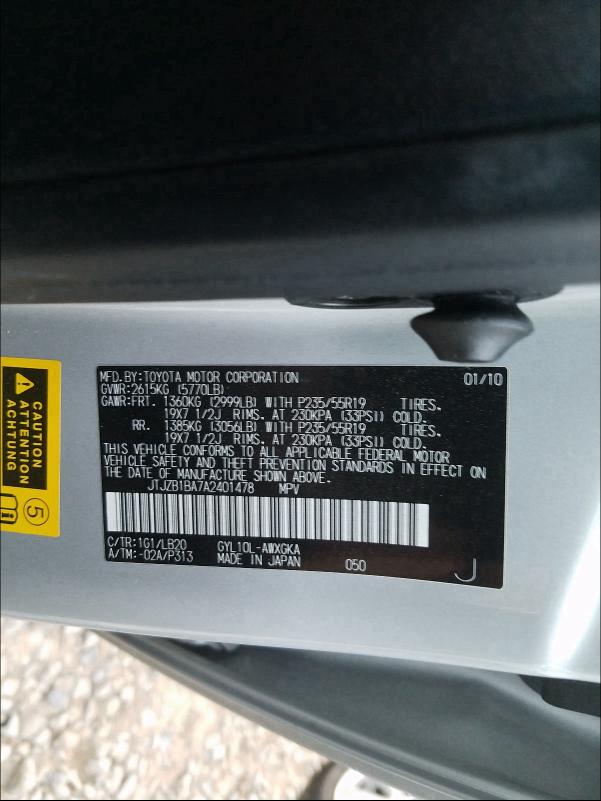 MFD.BY:TOYOTA MOTOR CORPORATION 01/10
GVWR:2615KG (5770LB)
GAWR:FRT. 1360KG (2999LB) WITH P235/55R19 TIRES.
19X7 1/2J RIMS. AT 230KPA (33PSI) COLD.
RR. 1385KG (3056LB) WITH P235/55R19 TIRES.
19X7 1/2J RIMS. AT 230KPA (33PSI) COLD.
THIS VEHICLE CONFORMS TO ALL APPLICABLE FEDERAL MOTOR
VEHICLE SAFETY AND THEFT PREVENTION STANDARDS IN EFFECT ON
THE DATE OF MANUFACTURE SHOWN ABOVE.
JTJZB1BA7A2401478 MPV
C/TR:1G1/LB20 GYL10L-AWXGKA
A/TM:-02A/P313 MADE IN JAPAN 050 J
CAUTION
ATTENTION
ACHTUNG
5